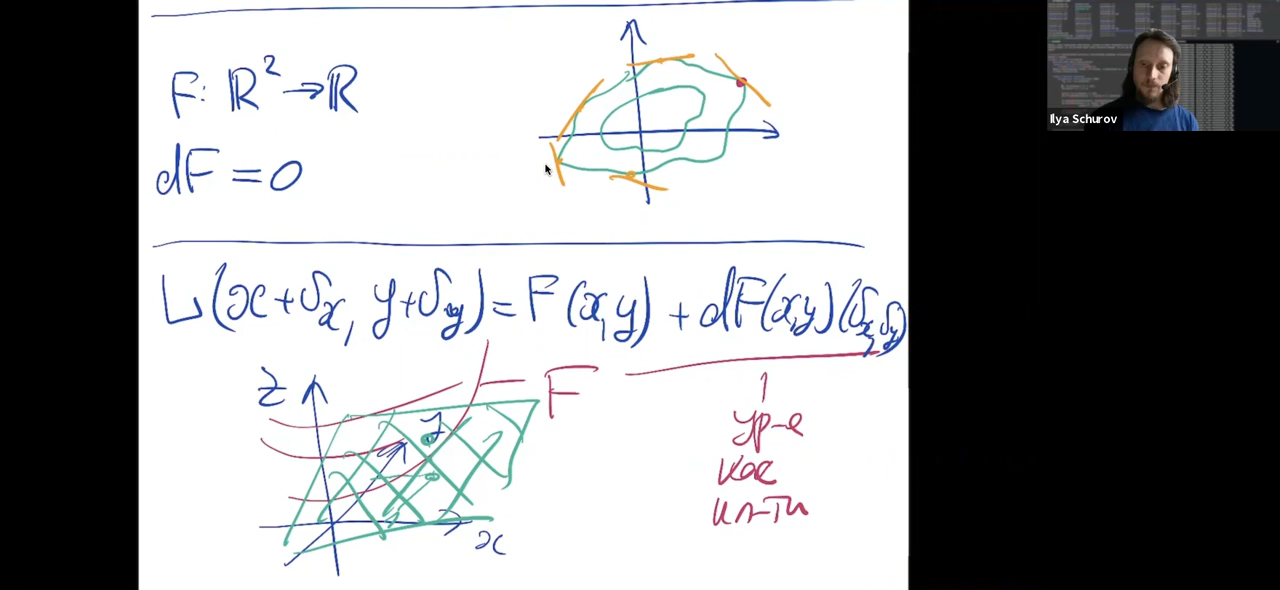 F: ℝ² → ℝ
dF = 0
Ilya Schurov
L(x+δx, y+δy) = F(x,y) + dF(x,y)(δx, δy)
z
F
y
x
ур-е
кас
пл-ти